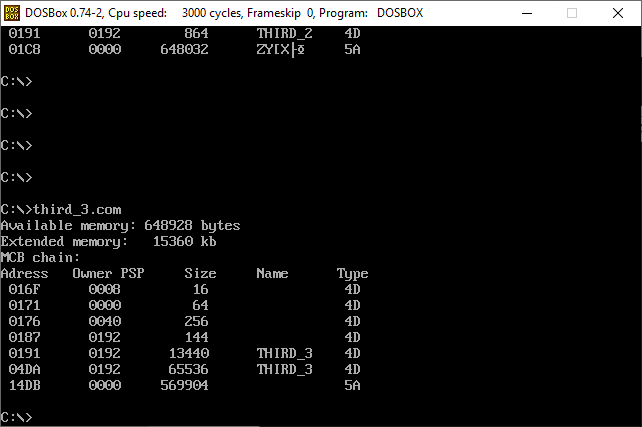 DOSBox 0.74-2, Cpu speed: 3000 cycles, Frameskip 0, Program: DOSBOX
0191 0192 864 THIRD_2 4D
01C8 0000 648032 ZY[X├☿ 5A
C:\>
C:\>
C:\>
C:\>
C:\>third_3.com
Available memory: 648928 bytes
Extended memory: 15360 kb
MCB chain:
Adress Owner PSP Size Name Type
016F 0008 16 4D
0171 0000 64 4D
0176 0040 256 4D
0187 0192 144 4D
0191 0192 13440 THIRD_3 4D
04DA 0192 65536 THIRD_3 4D
14DB 0000 569904 5A
C:\>